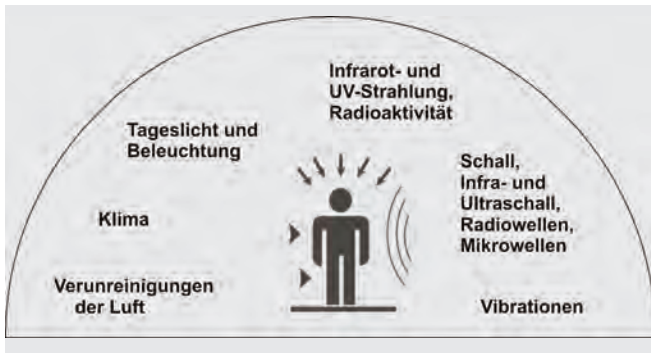 Infrarot- und
UV-Strahlung,
Radioaktivität
Tageslicht und
Beleuchtung
Schall,
Infra- und
Ultraschall,
Radiowellen,
Mikrowellen
Klima
Verunreinigungen
der Luft
Vibrationen